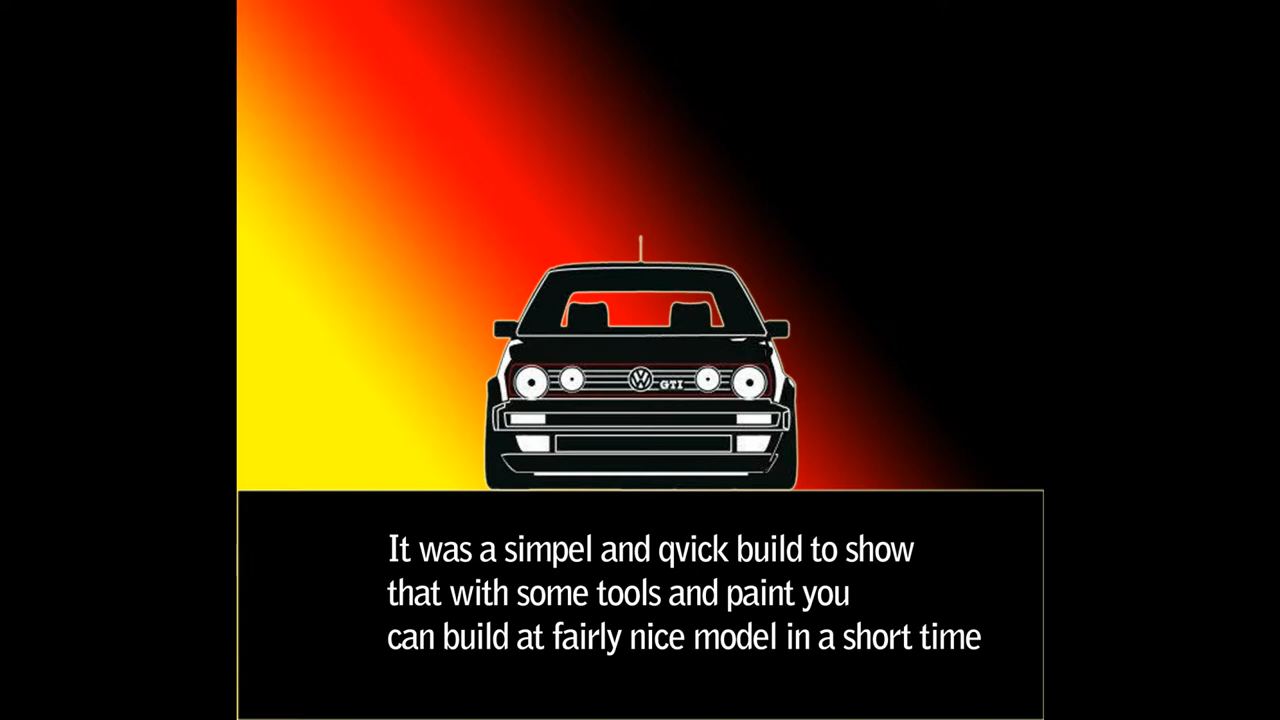 GTI
It was a simpel and qvick build to show
that with some tools and paint you
can build at fairly nice model in a short time